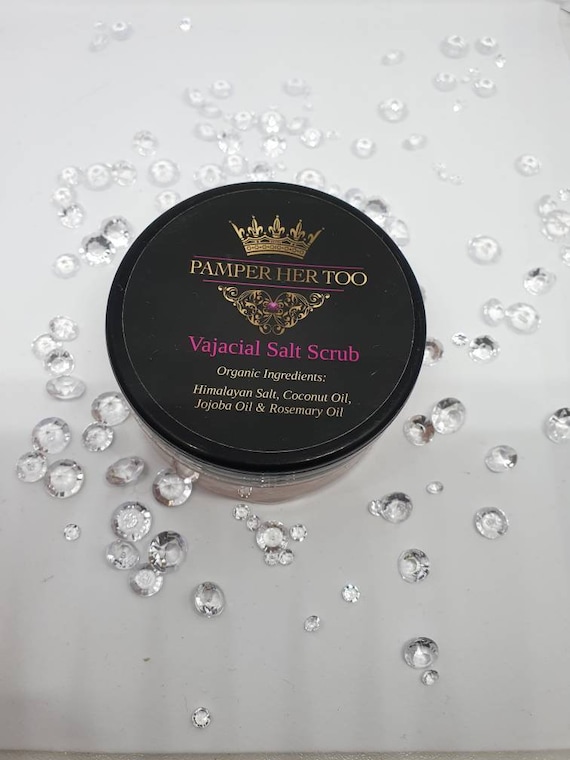 PAMPER HER TOO
Vajacial Salt Scrub
Organic Ingredients:
Himalayan Salt, Coconut Oil,
Jojoba Oil & Rosemary Oil